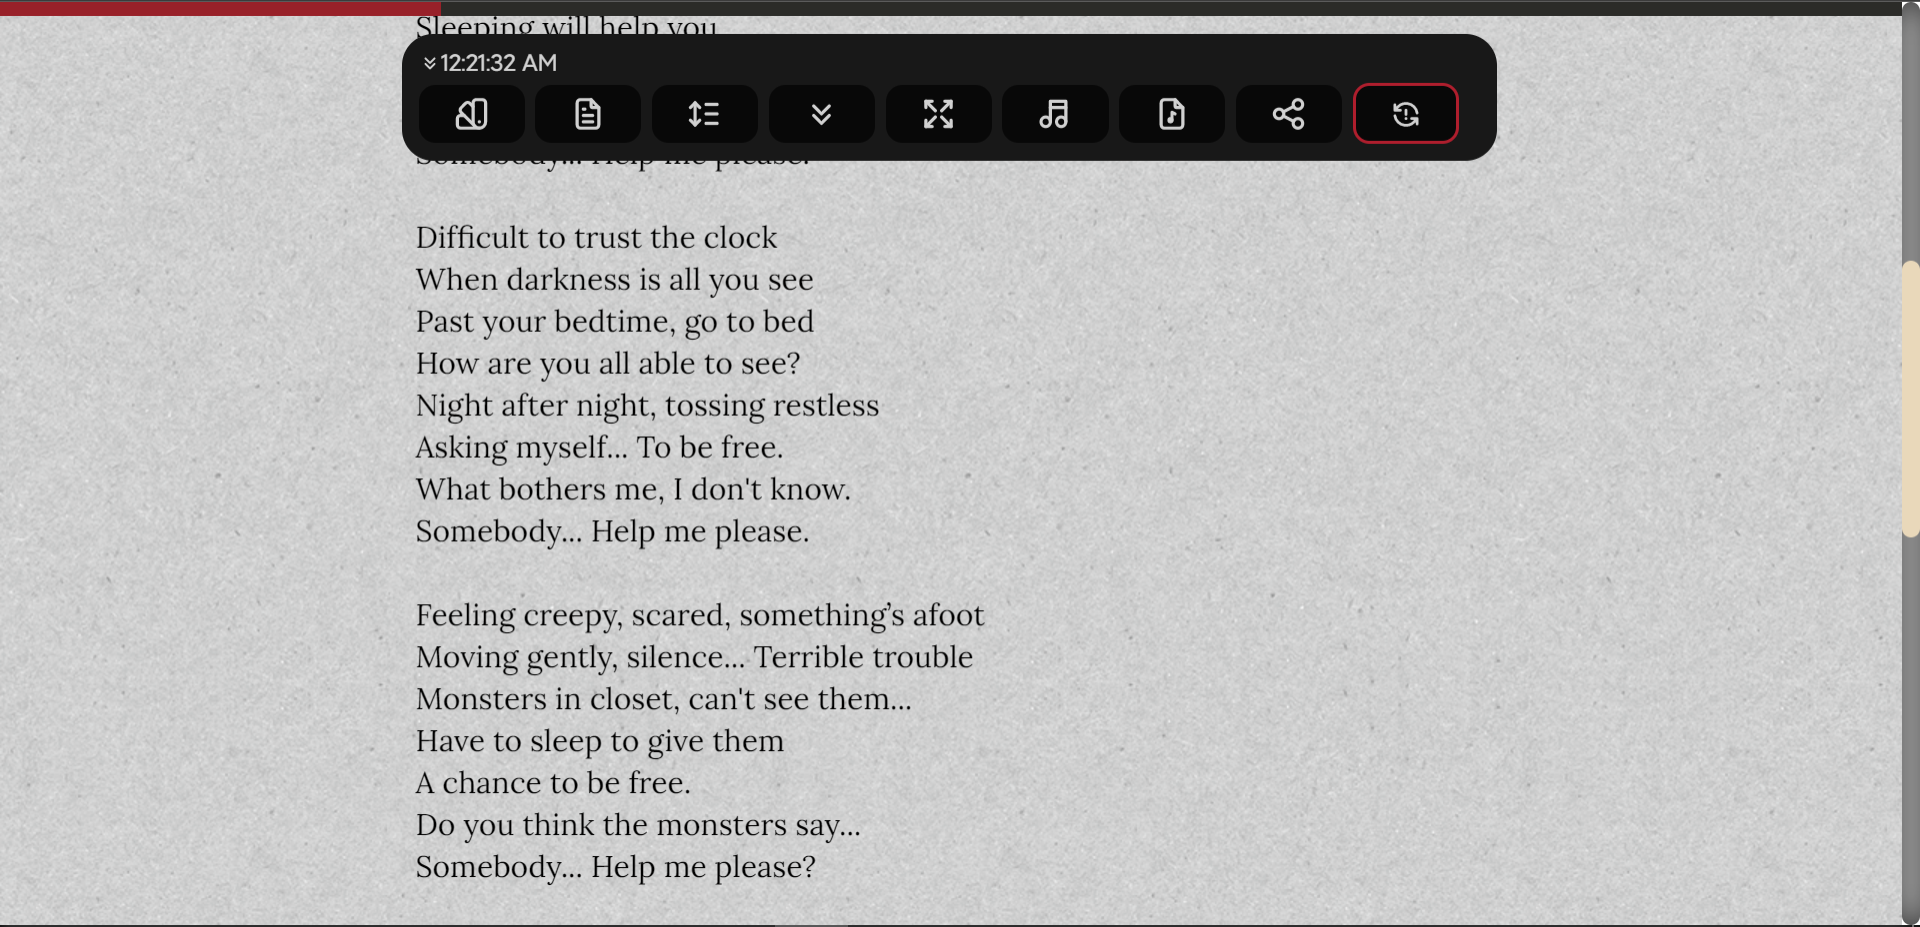 Sleeping will help you
12:21:32 AM
Somebody... Help me please.
Difficult to trust the clock
When darkness is all you see
Past your bedtime, go to bed
How are you all able to see?
Night after night, tossing restless
Asking myself... To be free.
What bothers me, I don't know.
Somebody... Help me please.
Feeling creepy, scared, something’s afoot
Moving gently, silence... Terrible trouble
Monsters in closet, can't see them...
Have to sleep to give them
A chance to be free.
Do you think the monsters say...
Somebody... Help me please?